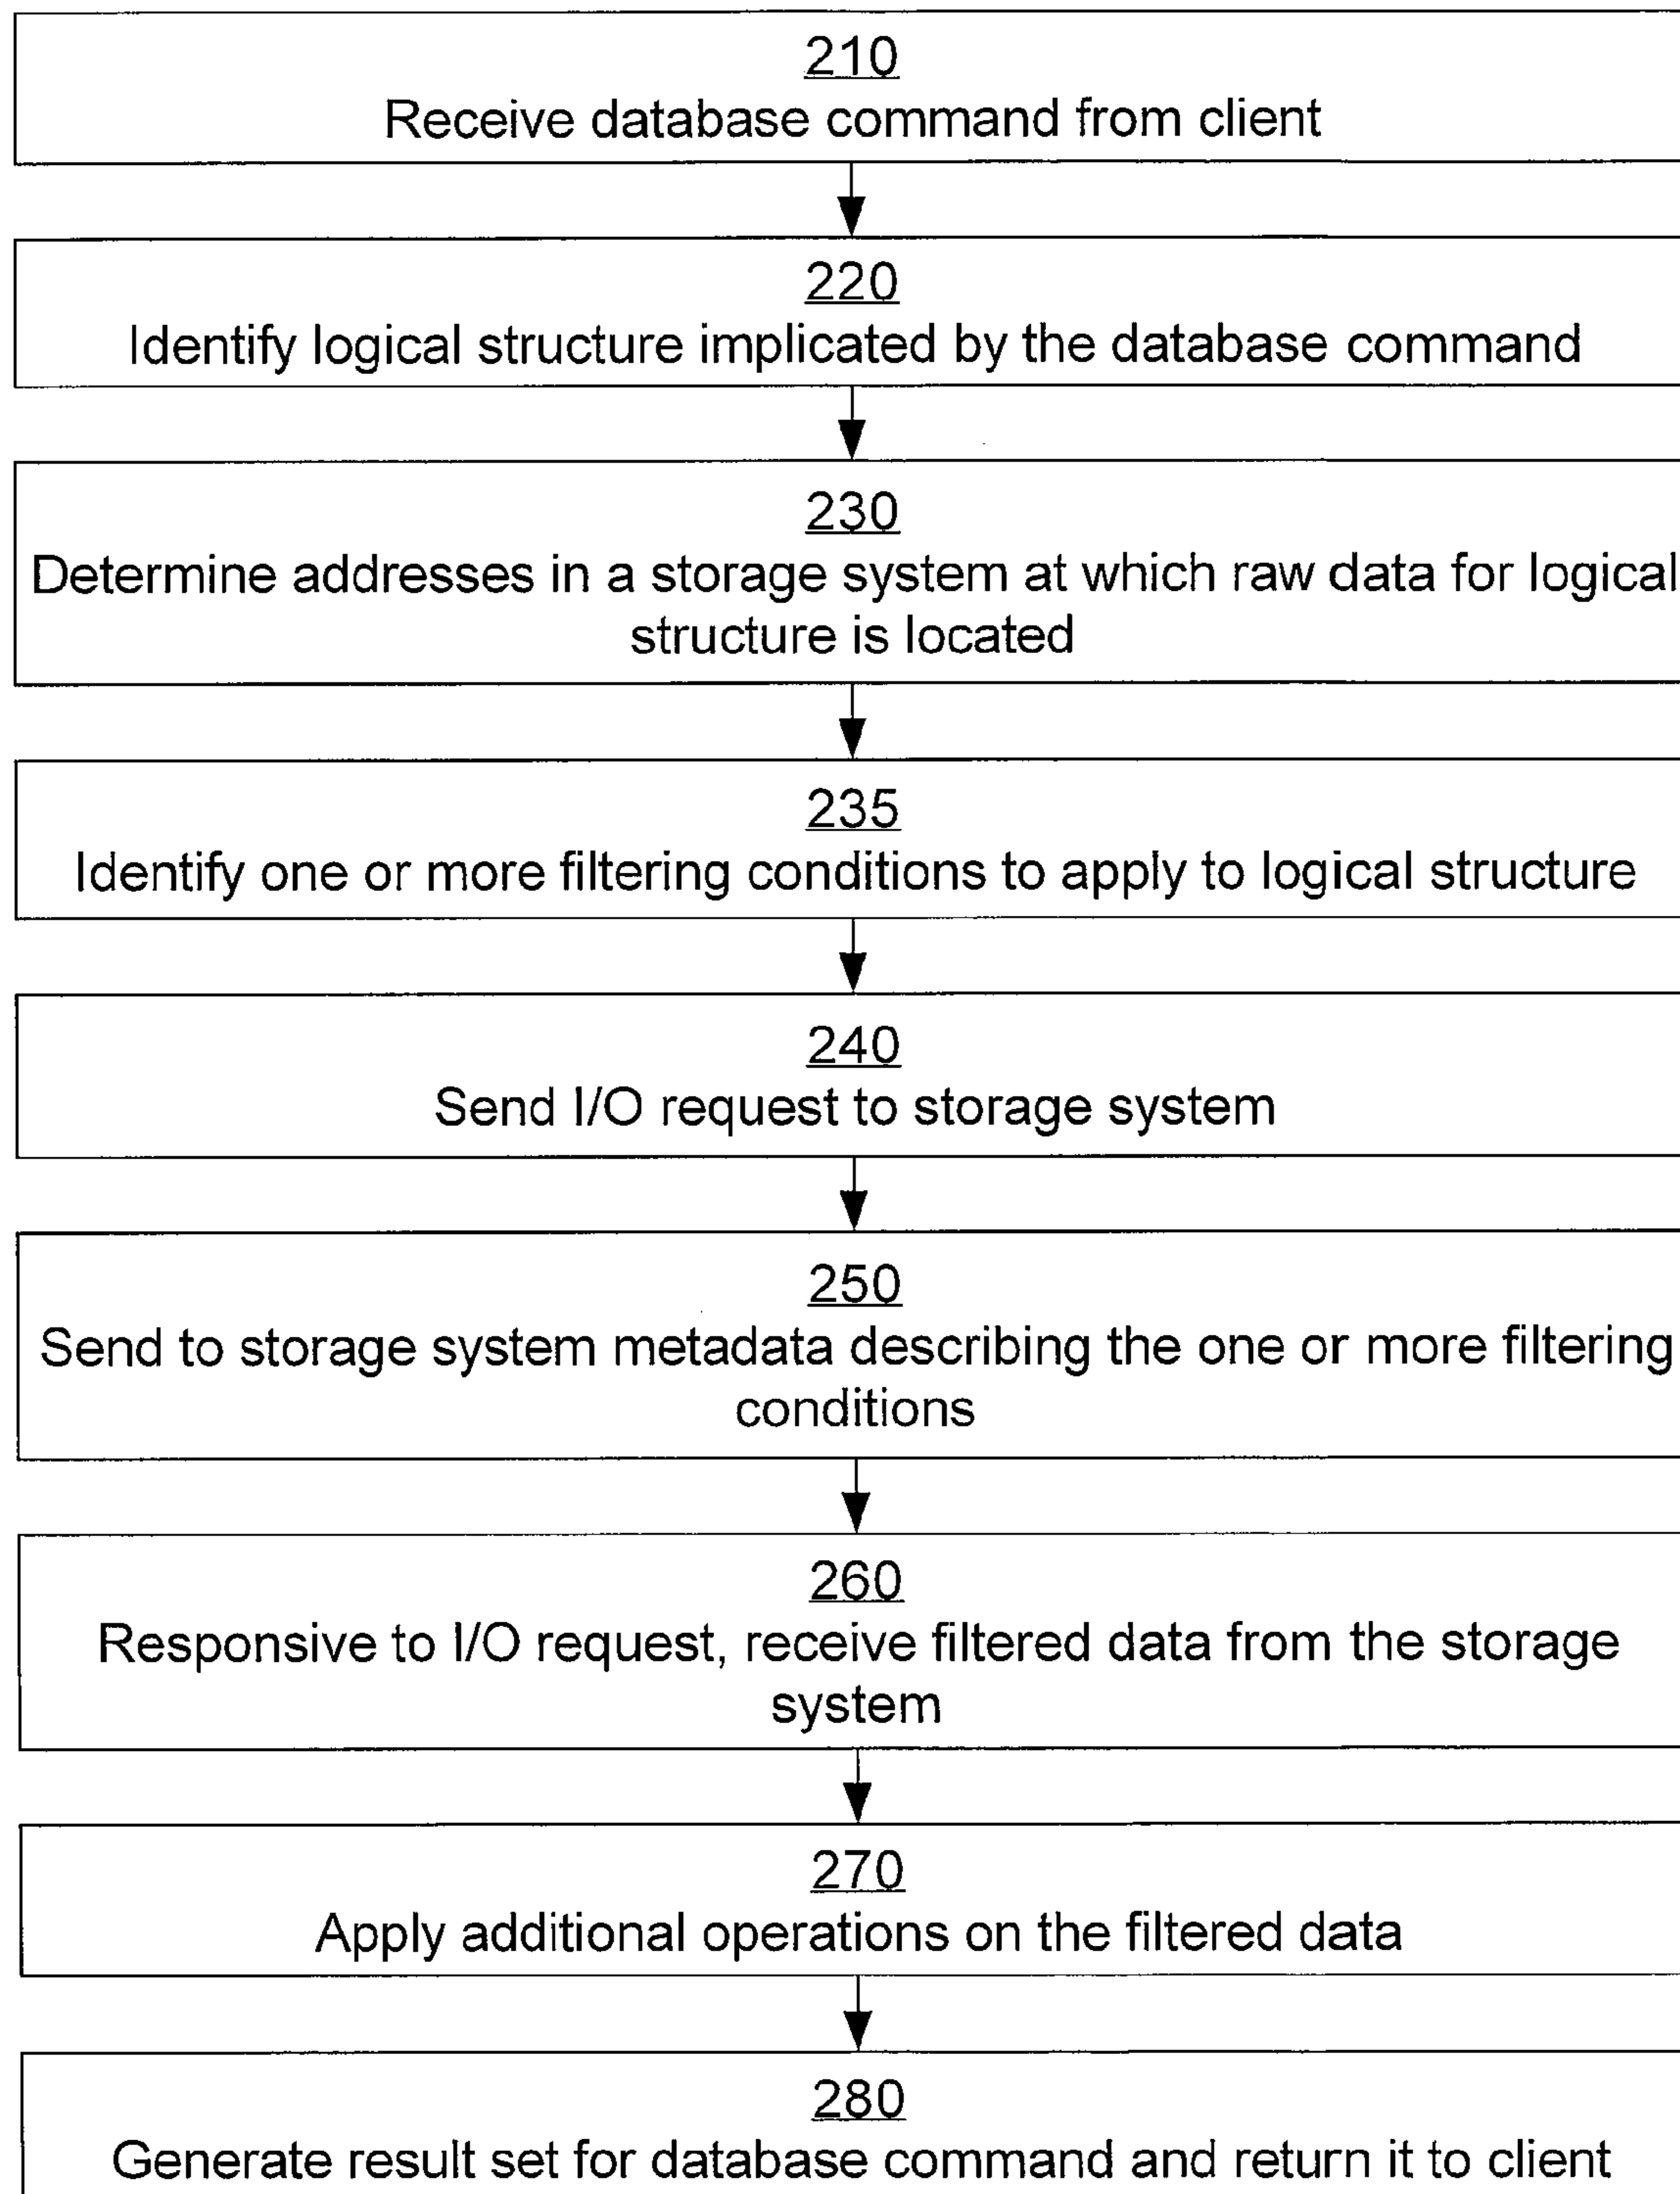 210
Receive database command from client
220
Identify logical structure implicated by the database command
230
Determine addresses in a storage system at which raw data for logical
structure is located
235
Identify one or more filtering conditions to apply to logical structure
240
Send I/O request to storage system
250
Send to storage system metadata describing the one or more filtering
conditions
260
Responsive to I/O request, receive filtered data from the storage
system
270
Apply additional operations on the filtered data
280
Generate result set for database command and return it to client